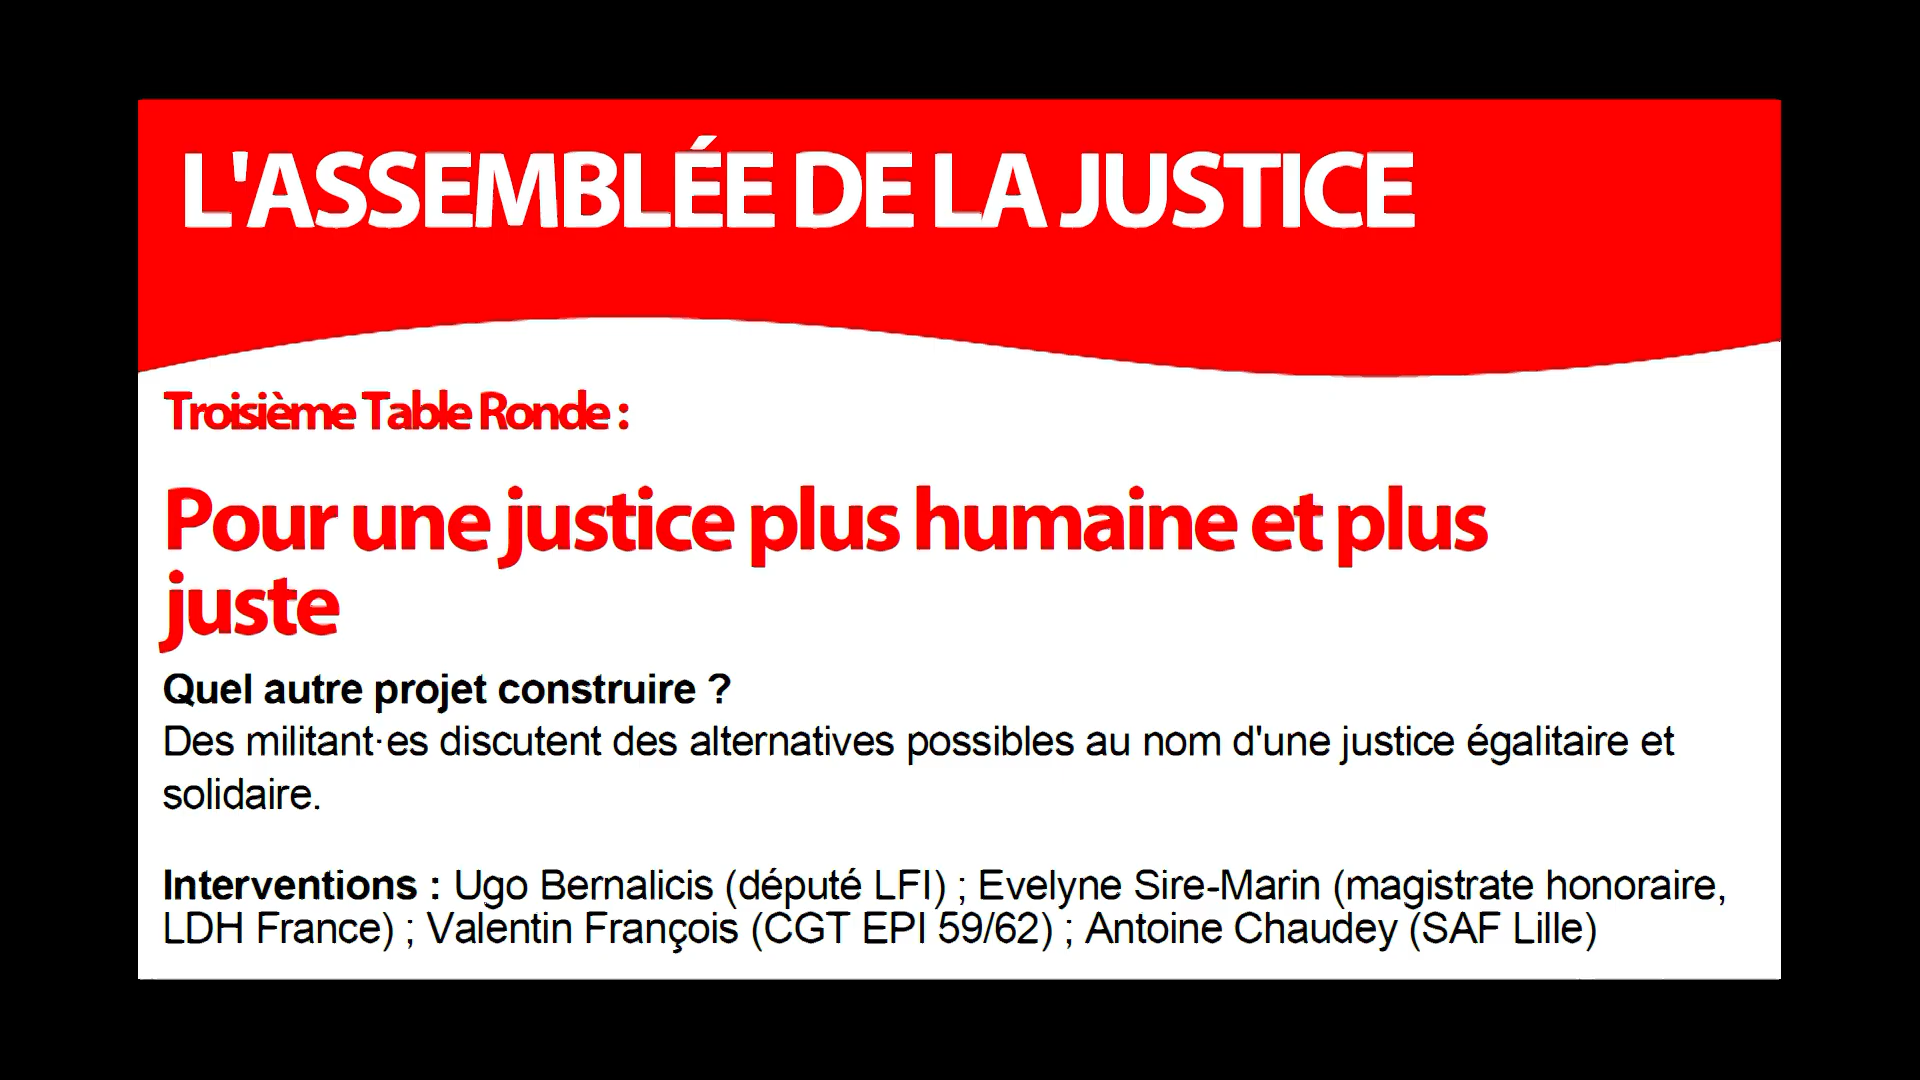 L'ASSEMBLÉE DE LA JUSTICE
Troisième Table Ronde :
Pour une justice plus humaine et plus
juste
Quel autre projet construire ?
Des militant·es discutent des alternatives possibles au nom d'une justice égalitaire et
solidaire.
Interventions : Ugo Bernalicis (député LFI) ; Evelyne Sire-Marin (magistrate honoraire,
LDH France) ; Valentin François (CGT EPI 59/62) ; Antoine Chaudey (SAF Lille)